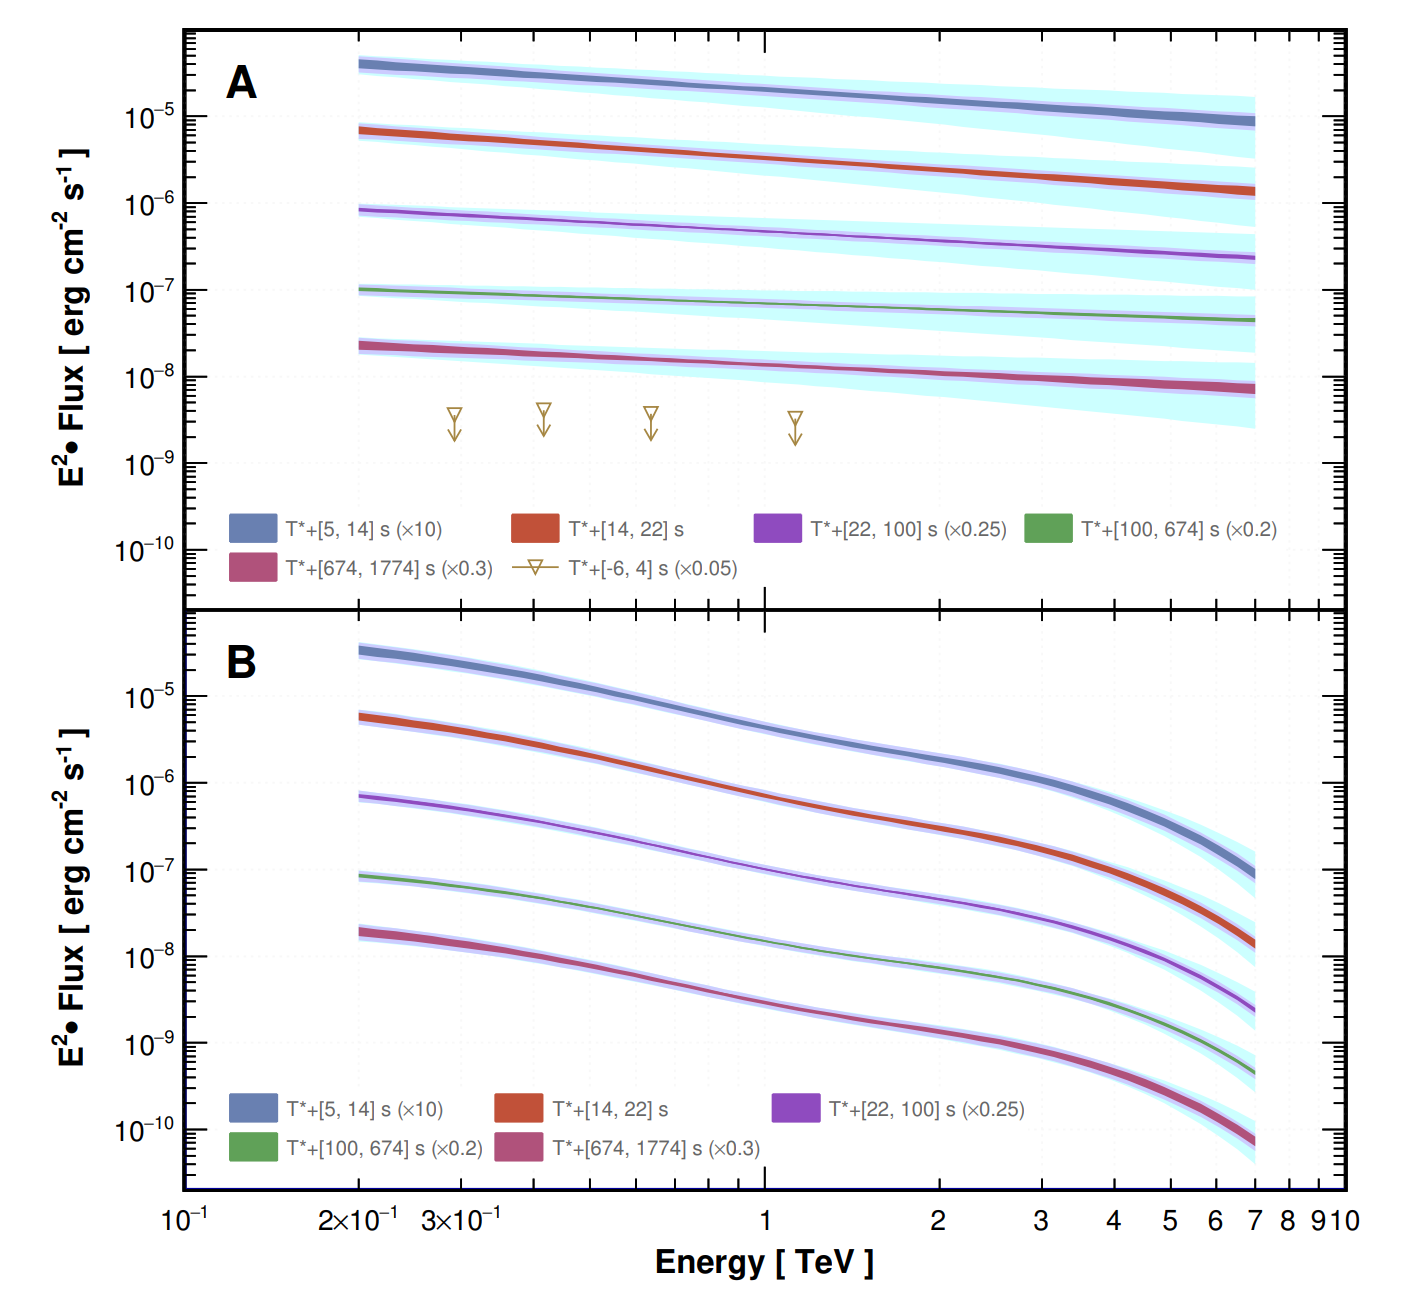 A
10⁻⁵
10⁻⁶
10⁻⁷
10⁻⁸
10⁻⁹
10⁻¹⁰
E²• Flux [ erg cm⁻² s⁻¹ ]
T*+[5, 14] s (×10)
T*+[14, 22] s
T*+[22, 100] s (×0.25)
T*+[100, 674] s (×0.2)
T*+[674, 1774] s (×0.3)
T*+[-6, 4] s (×0.05)
B
10⁻⁵
10⁻⁶
10⁻⁷
10⁻⁸
10⁻⁹
10⁻¹⁰
E²• Flux [ erg cm⁻² s⁻¹ ]
T*+[5, 14] s (×10)
T*+[14, 22] s
T*+[22, 100] s (×0.25)
T*+[100, 674] s (×0.2)
T*+[674, 1774] s (×0.3)
10⁻¹ 2×10⁻¹ 3×10⁻¹ 1 2 3 4 5 6 7 8 9 10
Energy [ TeV ]